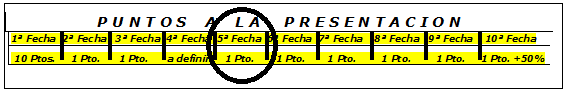 PUNTOS A LA PRESENTACION
1ª Fecha 2ª Fecha 3ª Fecha 4ª Fecha 5ª Fecha 6ª Fecha 7ª Fecha 8ª Fecha 9ª Fecha 10ª Fecha
10 Ptos. 1 Pto. 1 Pto. a definir 1 Pto. 1 Pto. 1 Pto. 1 Pto. 1 Pto. 1 Pto. +50%